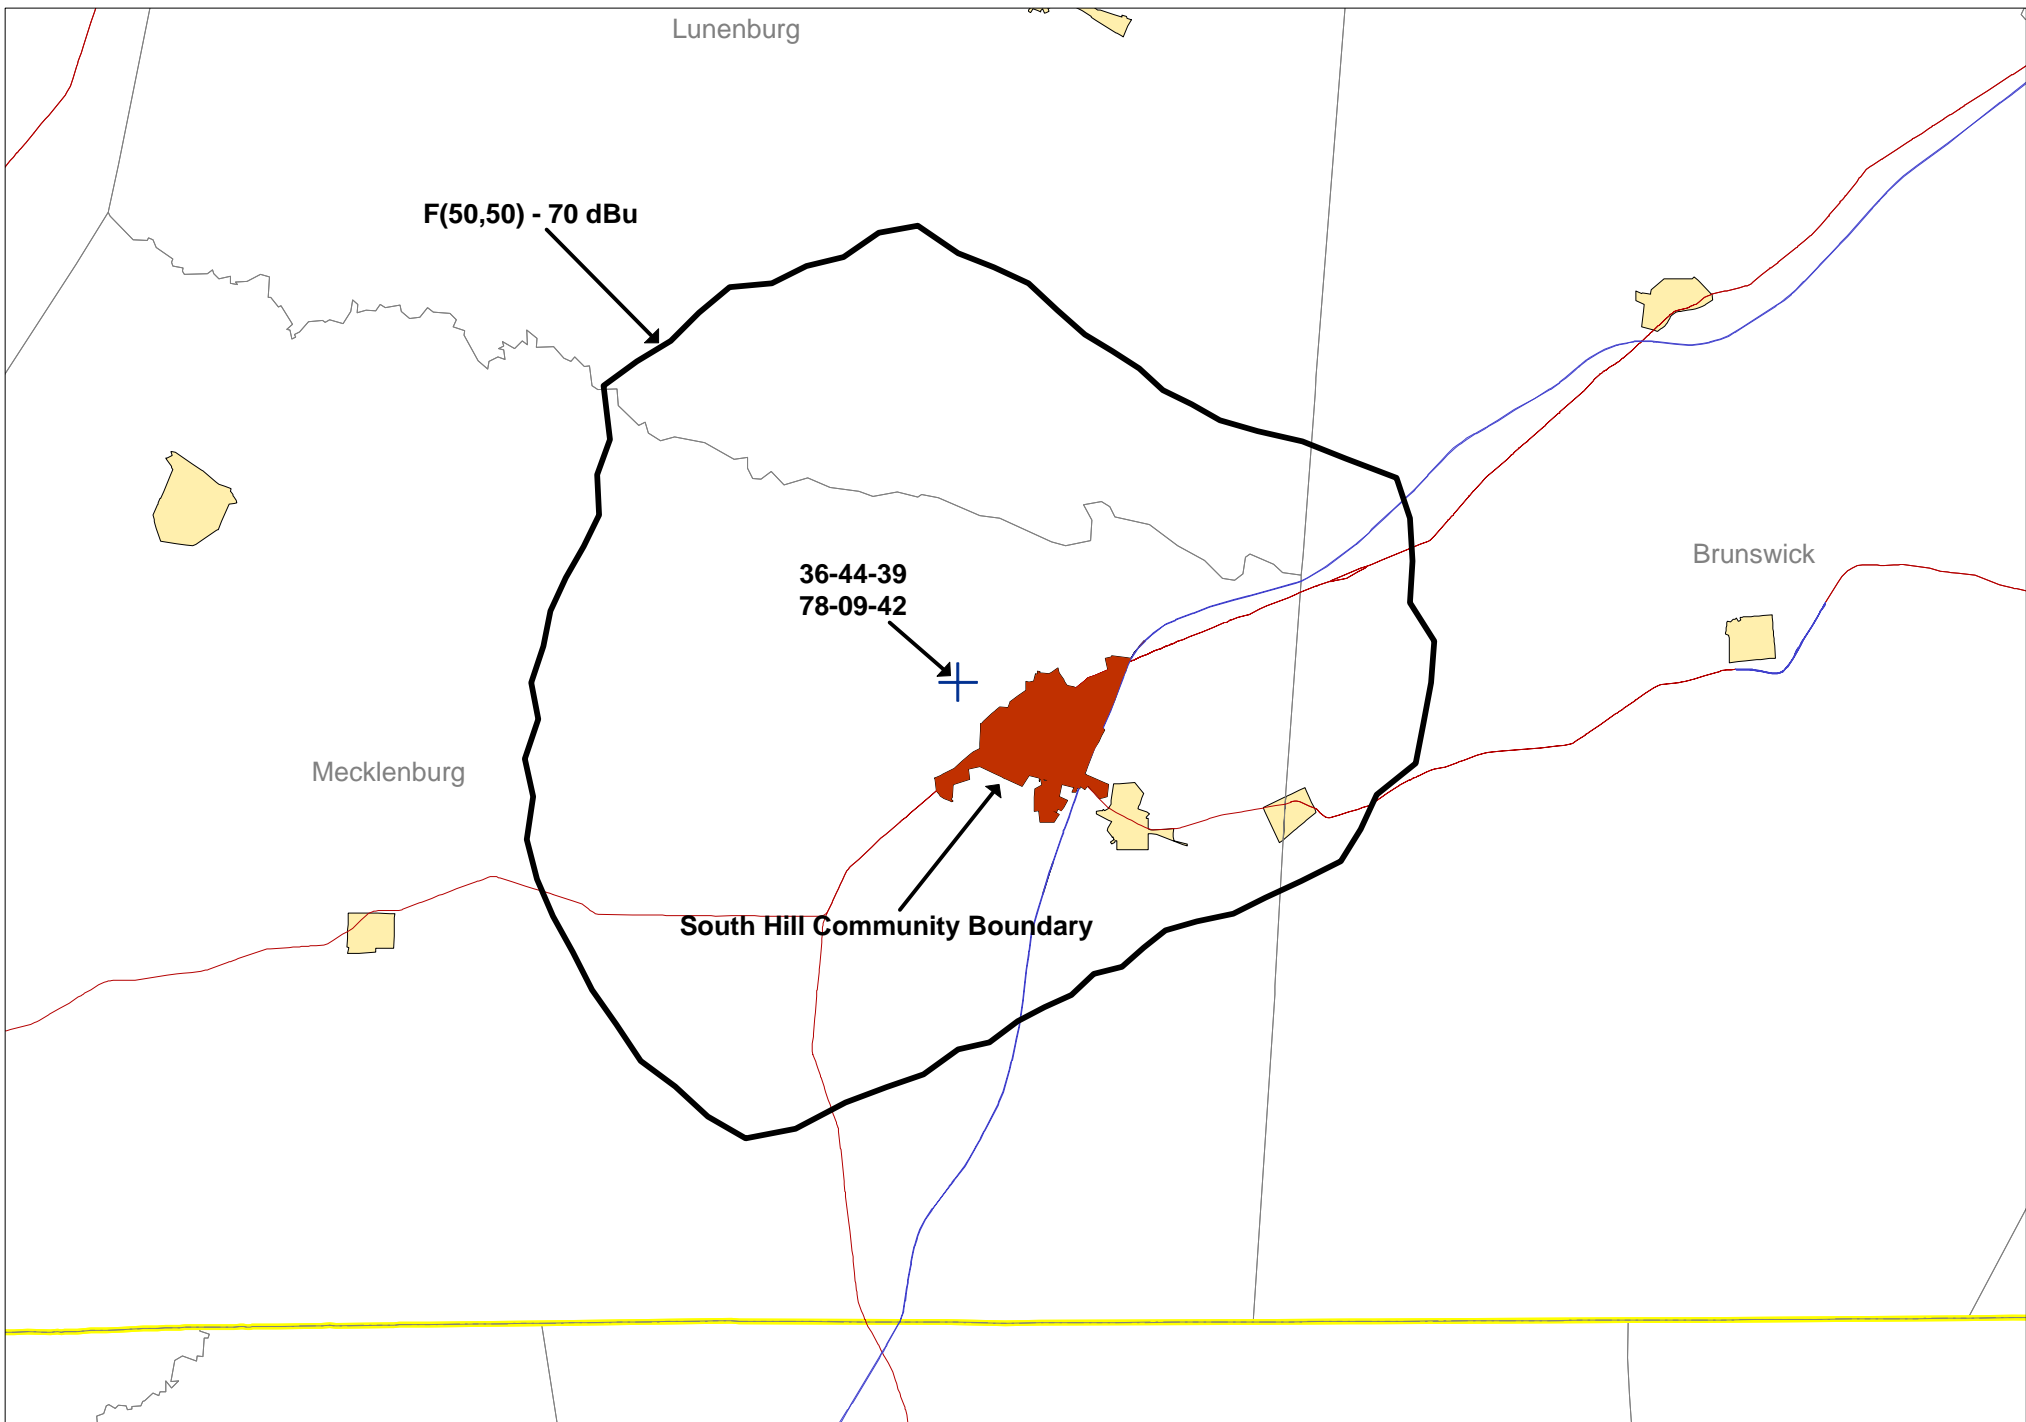 Lunenburg
F(50,50) - 70 dBu
36-44-39
78-09-42
Brunswick
Mecklenburg
South Hill Community Boundary